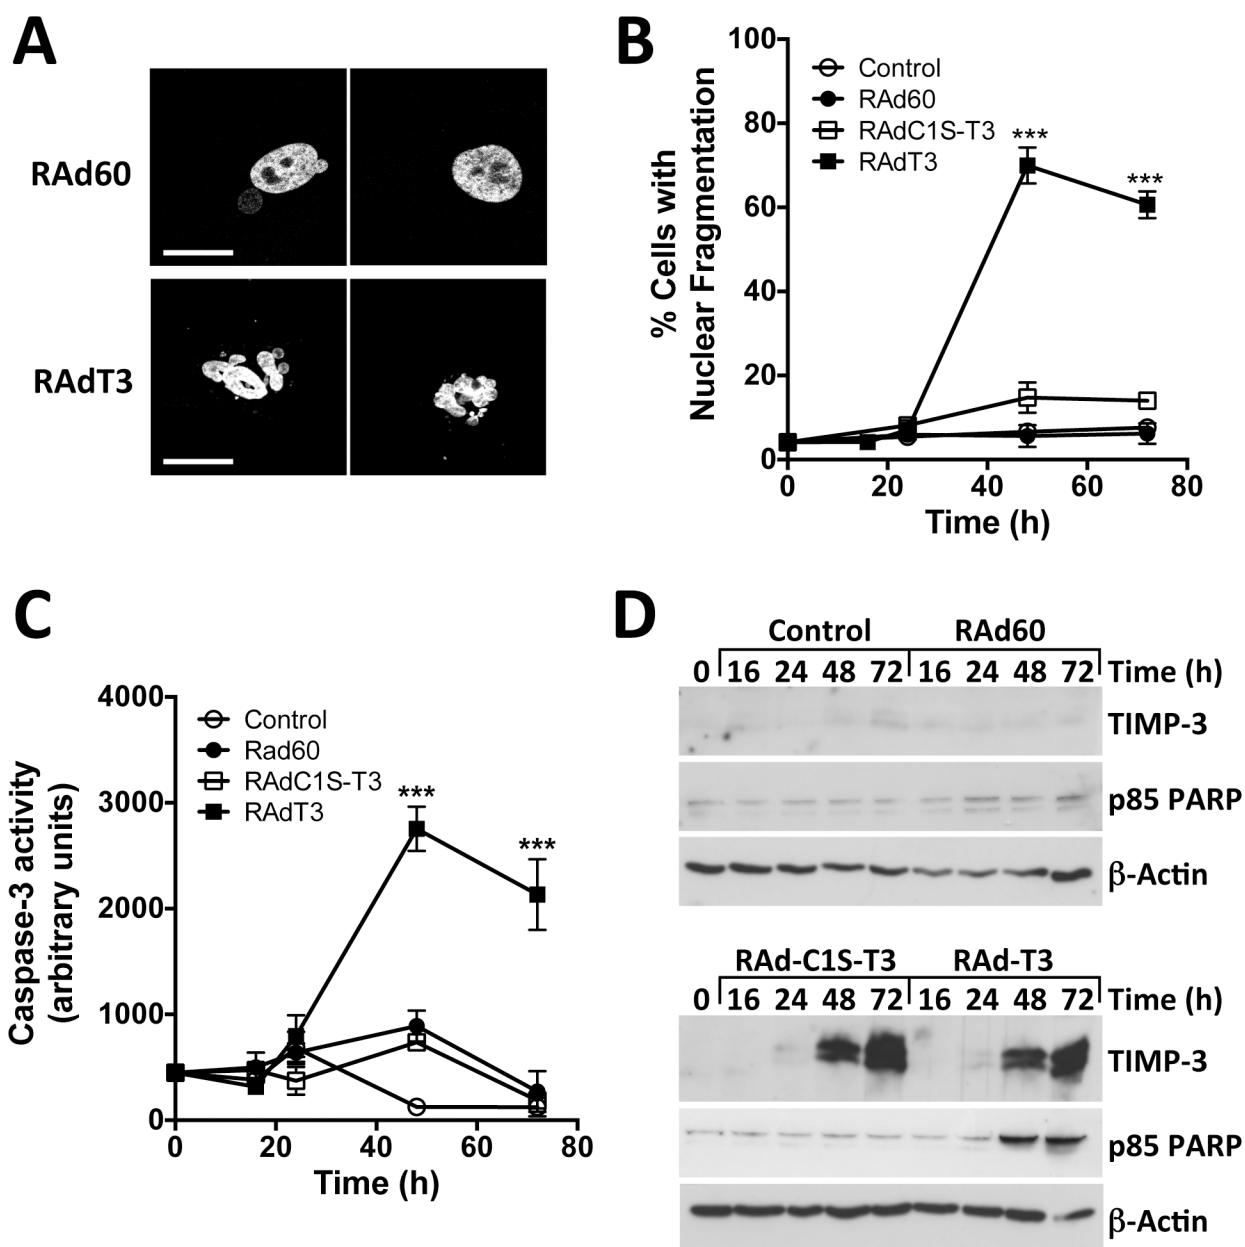 A
RAd60
RAdT3
B
% Cells with
Nuclear Fragmentation
100
80
60
40
20
0
Control
RAd60
RAdC1S-T3
RAdT3
***
***
0 20 40 60 80
Time (h)
C
Caspase-3 activity
(arbitrary units)
4000
3000
2000
1000
0
Control
Rad60
RAdC1S-T3
RAdT3
***
***
0 20 40 60 80
Time (h)
D
Control RAd60
0 16 24 48 72 16 24 48 72 Time (h)
TIMP-3
p85 PARP
β-Actin
RAd-C1S-T3 RAd-T3
0 16 24 48 72 16 24 48 72 Time (h)
TIMP-3
p85 PARP
β-Actin